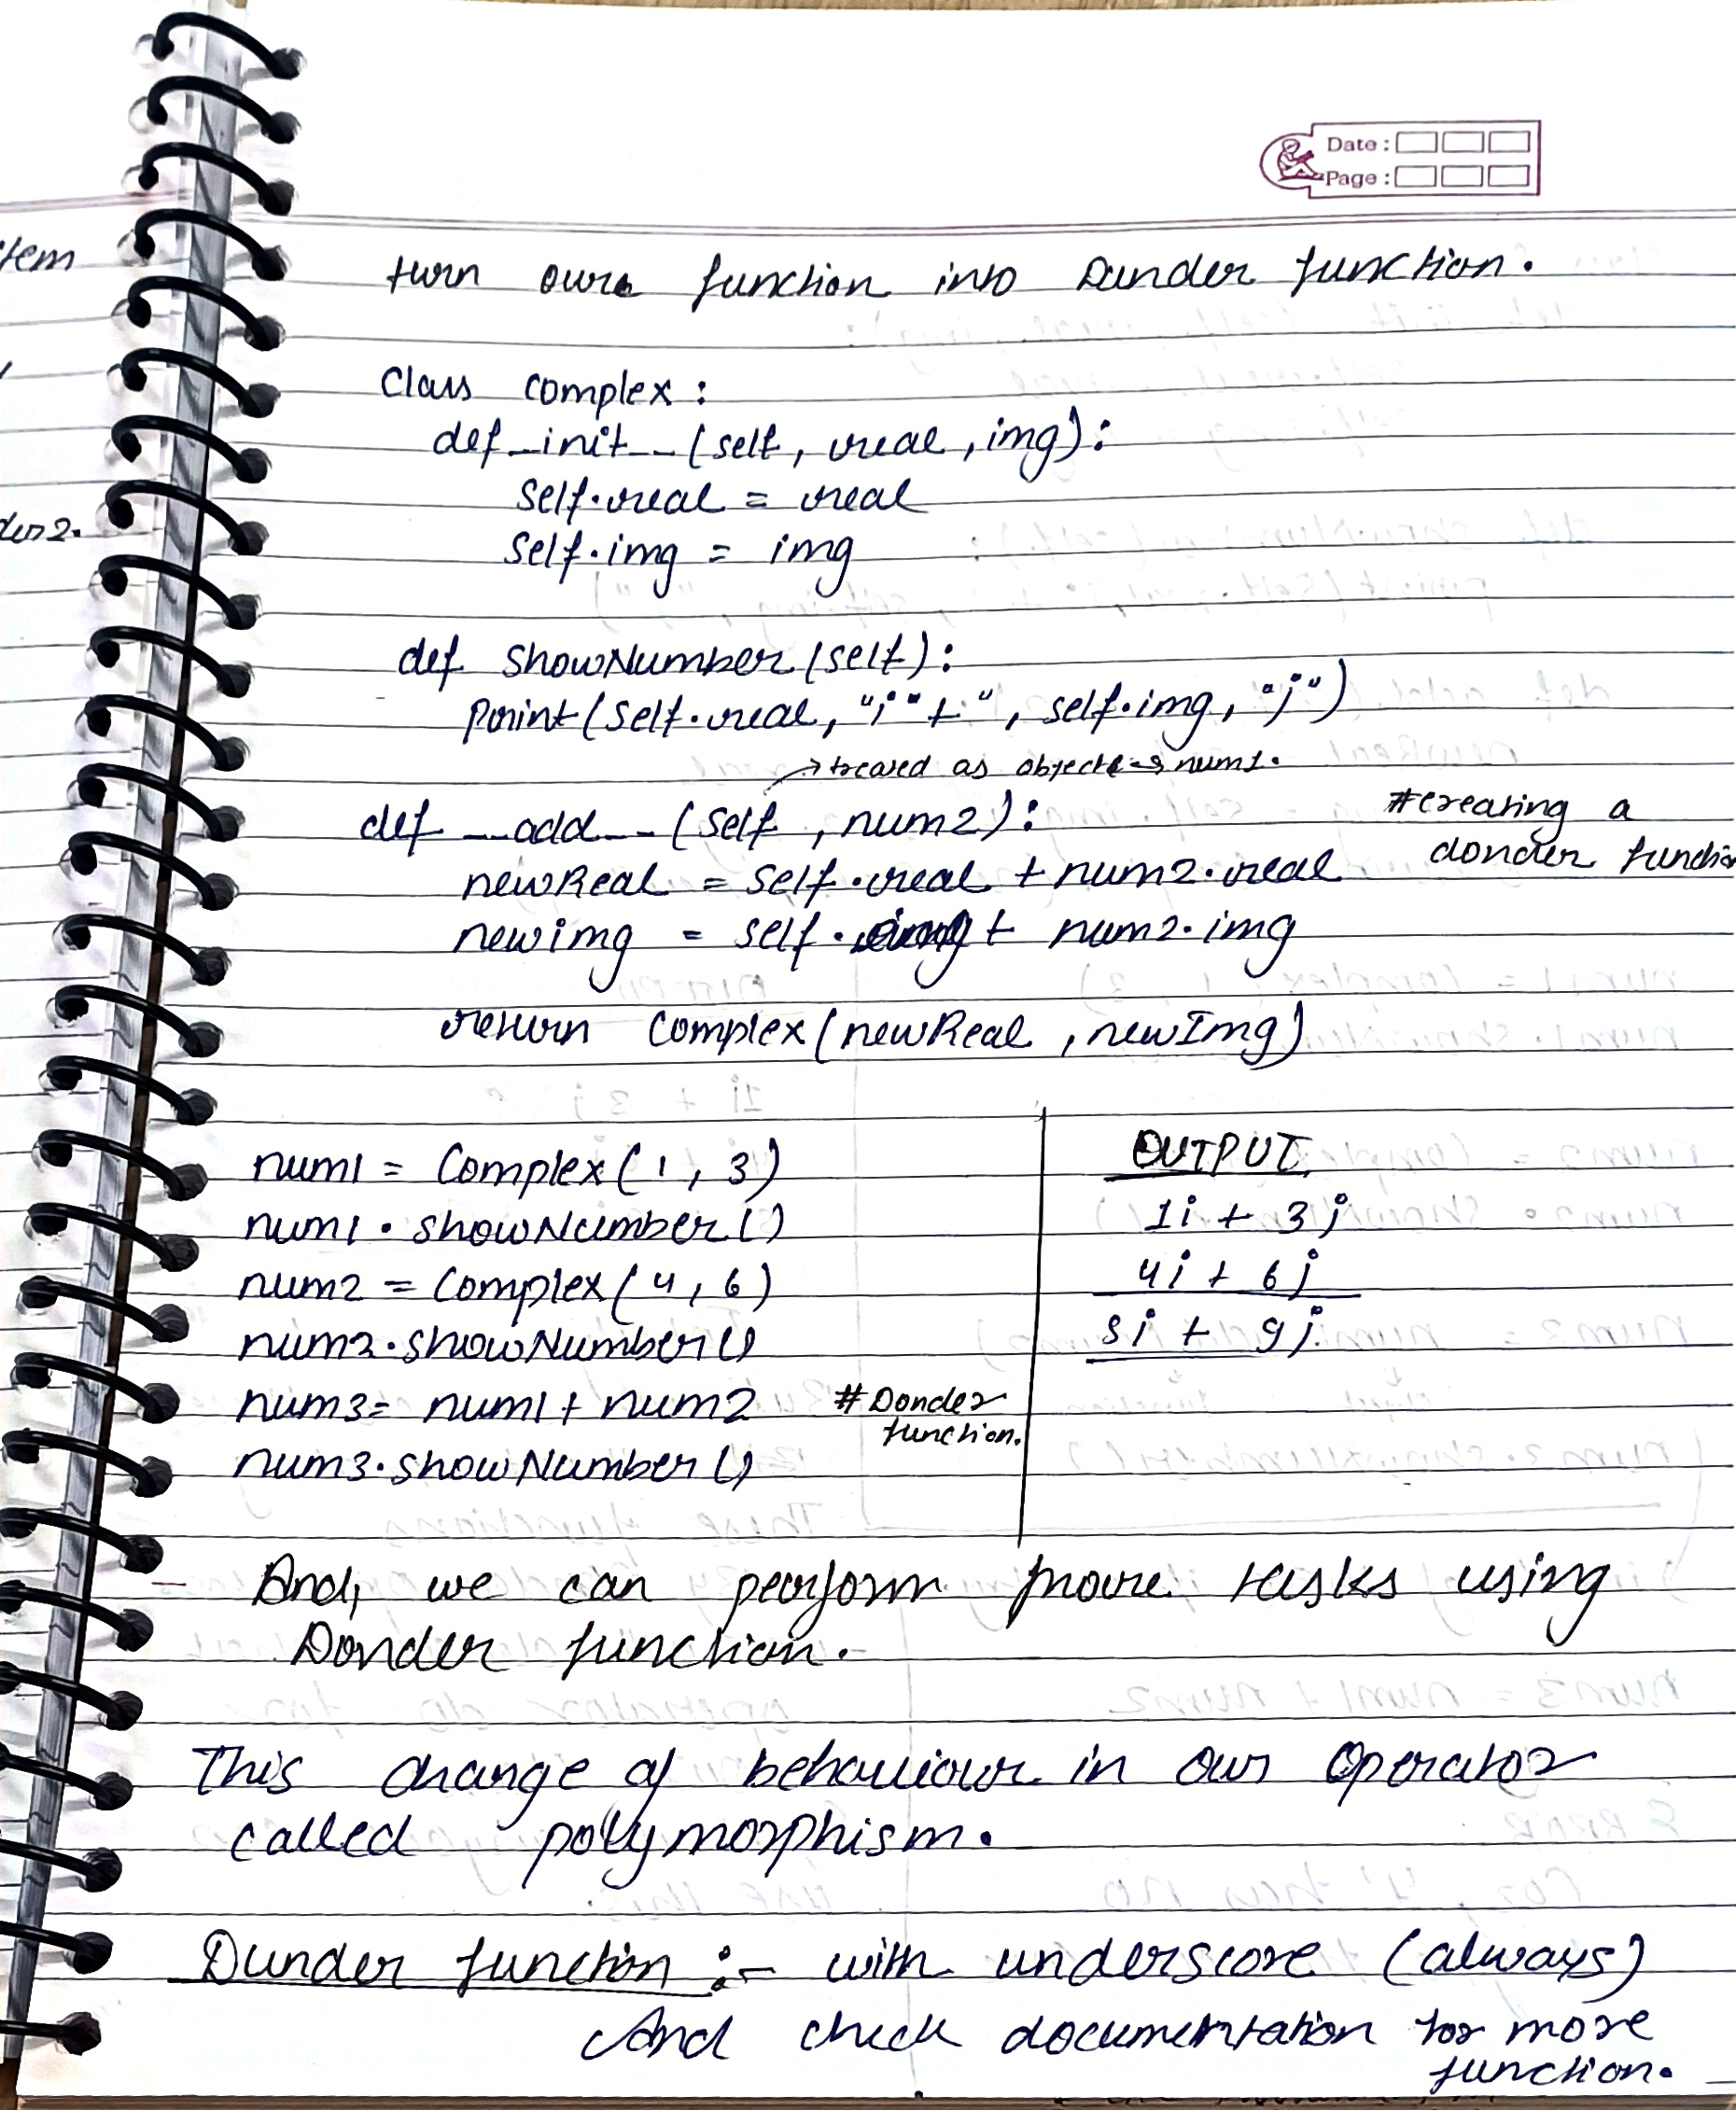 Date :
Page :
tem
der2.
turn our function into Dunder function.
Class Complex :
def _init__ (self, real, img):
self.real = real
self.img = img
def showNumber (self):
print (self.real, "i" + ", self.img, "j")
→ treated as object → num1.
def __add__ (self, num2): #creating a
donder function
newReal = self.real + num2.real
newimg = self.img + num2.img
return Complex (newReal, newImg)
num1 = Complex (1, 3)
num1.showNumber ()
num2 = Complex (4, 6)
num2.showNumber ()
num3 = num1 + num2 # Donder
function.
num3.showNumber ()
OUTPUT
1i + 3j
4i + 6j
5i + 9j.
And, we can perform more tasks using
Donder function.
This change of behaviour in our operator
called polymorphism.
Dunder function :- with underscore (always)
And check documentation for more
function.